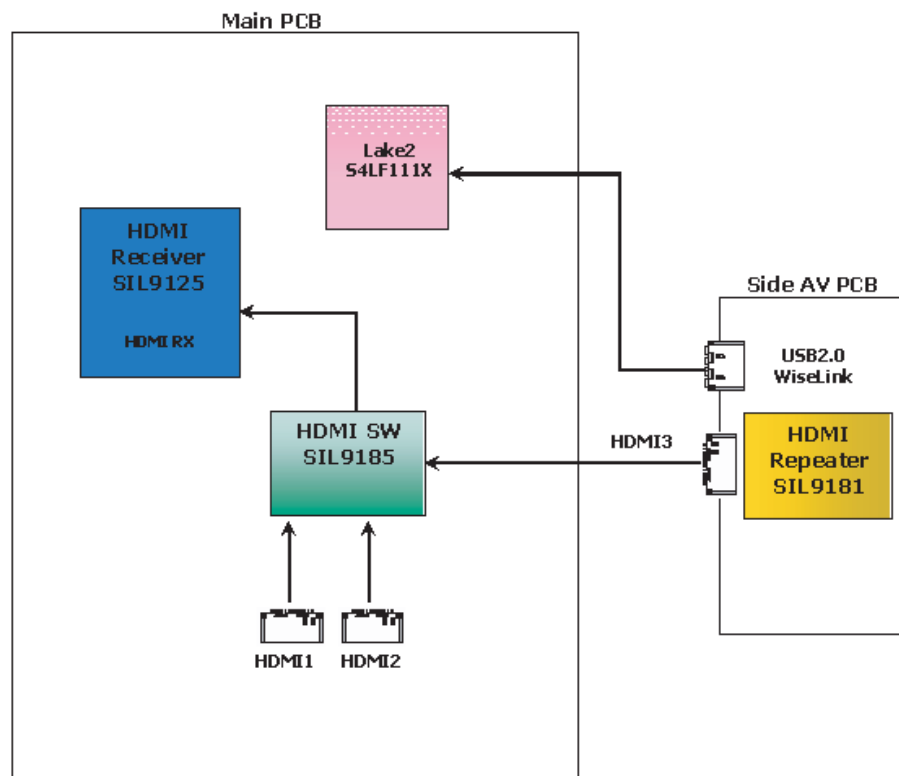 Main PCB
Lake2
S4LF111X
HDMI
Receiver
SIL9125
HDMI RX
Side AV PCB
USB2.0
WiseLink
HDMI SW
SIL9185
HDMI3
HDMI
Repeater
SIL9181
HDMI1
HDMI2